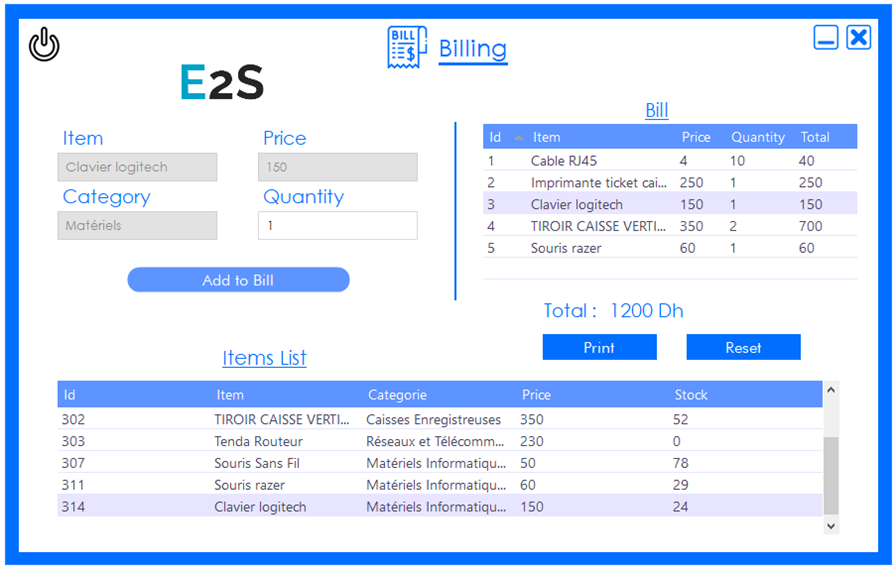 BILL
$
Billing
E2S
Item
Price
Clavier logitech
150
Category
Quantity
Matériels
1
Add to Bill
Bill
Id Item Price Quantity Total
1 Cable RJ45 4 10 40
2 Imprimante ticket cai... 250 1 250
3 Clavier logitech 150 1 150
4 TIROIR CAISSE VERTI... 350 2 700
5 Souris razer 60 1 60
Total : 1200 Dh
Print
Reset
Items List
Id Item Categorie Price Stock
302 TIROIR CAISSE VERTI... Caisses Enregistreuses 350 52
303 Tenda Routeur Réseaux et Télécomm... 230 0
307 Souris Sans Fil Matériels Informatiqu... 50 78
311 Souris razer Matériels Informatiqu... 60 29
314 Clavier logitech Matériels Informatiqu... 150 24